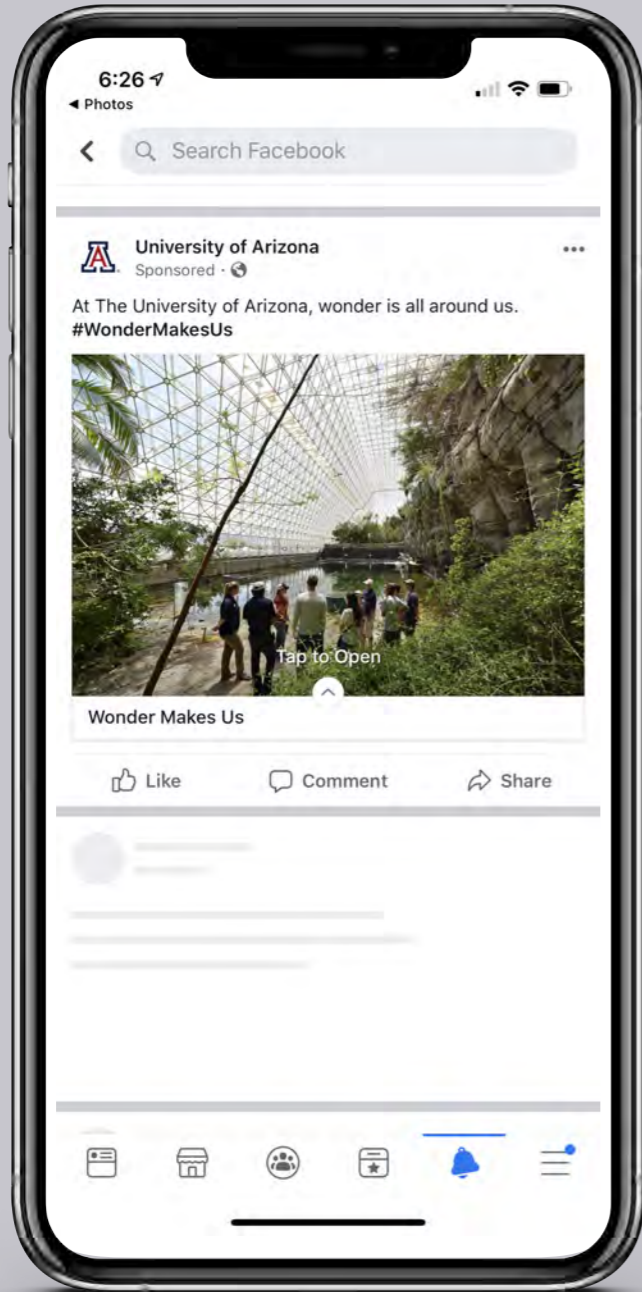 6:26
◀ Photos
Search Facebook
A
University of Arizona
Sponsored ·
At The University of Arizona, wonder is all around us.
#WonderMakesUs
Tap to Open
Wonder Makes Us
Like
Comment
Share